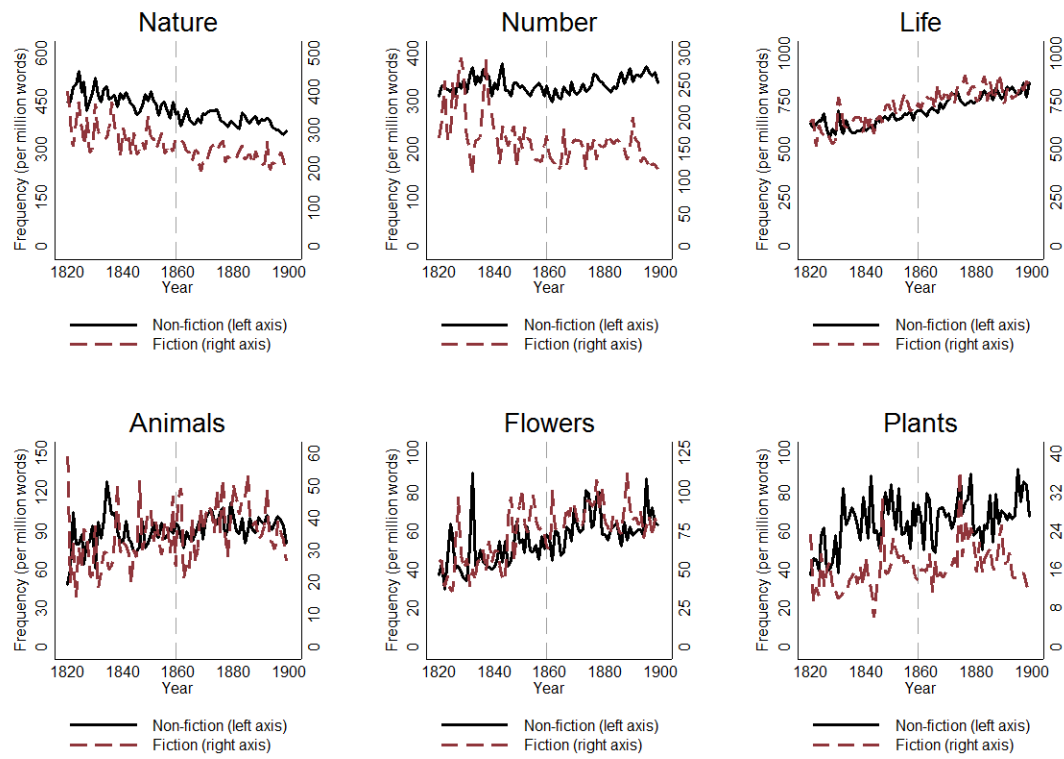 Nature
Frequency (per million words)
600
450
300
150
0
500
400
300
200
100
0
1820 1840 1860 1880 1900
Year
Non-fiction (left axis)
Fiction (right axis)
Number
Frequency (per million words)
400
300
200
100
0
300
250
200
150
100
50
0
1820 1840 1860 1880 1900
Year
Non-fiction (left axis)
Fiction (right axis)
Life
Frequency (per million words)
1000
750
500
250
0
1000
750
500
250
0
1820 1840 1860 1880 1900
Year
Non-fiction (left axis)
Fiction (right axis)
Animals
Frequency (per million words)
150
120
90
60
30
0
60
50
40
30
20
10
0
1820 1840 1860 1880 1900
Year
Non-fiction (left axis)
Fiction (right axis)
Flowers
Frequency (per million words)
100
80
60
40
20
0
125
100
75
50
25
0
1820 1840 1860 1880 1900
Year
Non-fiction (left axis)
Fiction (right axis)
Plants
Frequency (per million words)
100
80
60
40
20
0
40
32
24
16
8
0
1820 1840 1860 1880 1900
Year
Non-fiction (left axis)
Fiction (right axis)